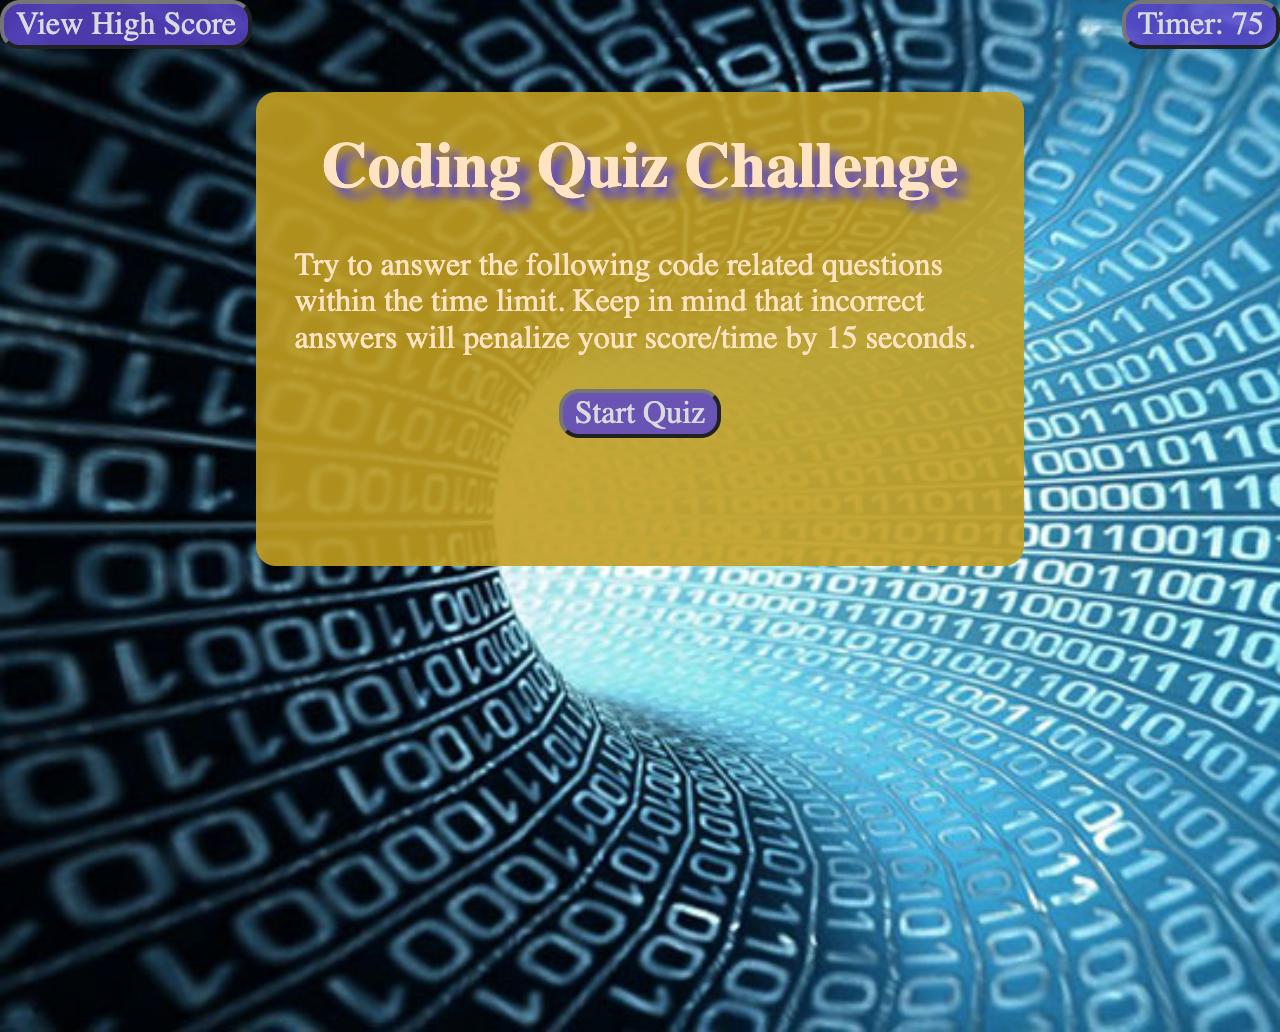 View High Score
Timer: 75
Coding Quiz Challenge
Try to answer the following code related questions
within the time limit. Keep in mind that incorrect
answers will penalize your score/time by 15 seconds.
Start Quiz